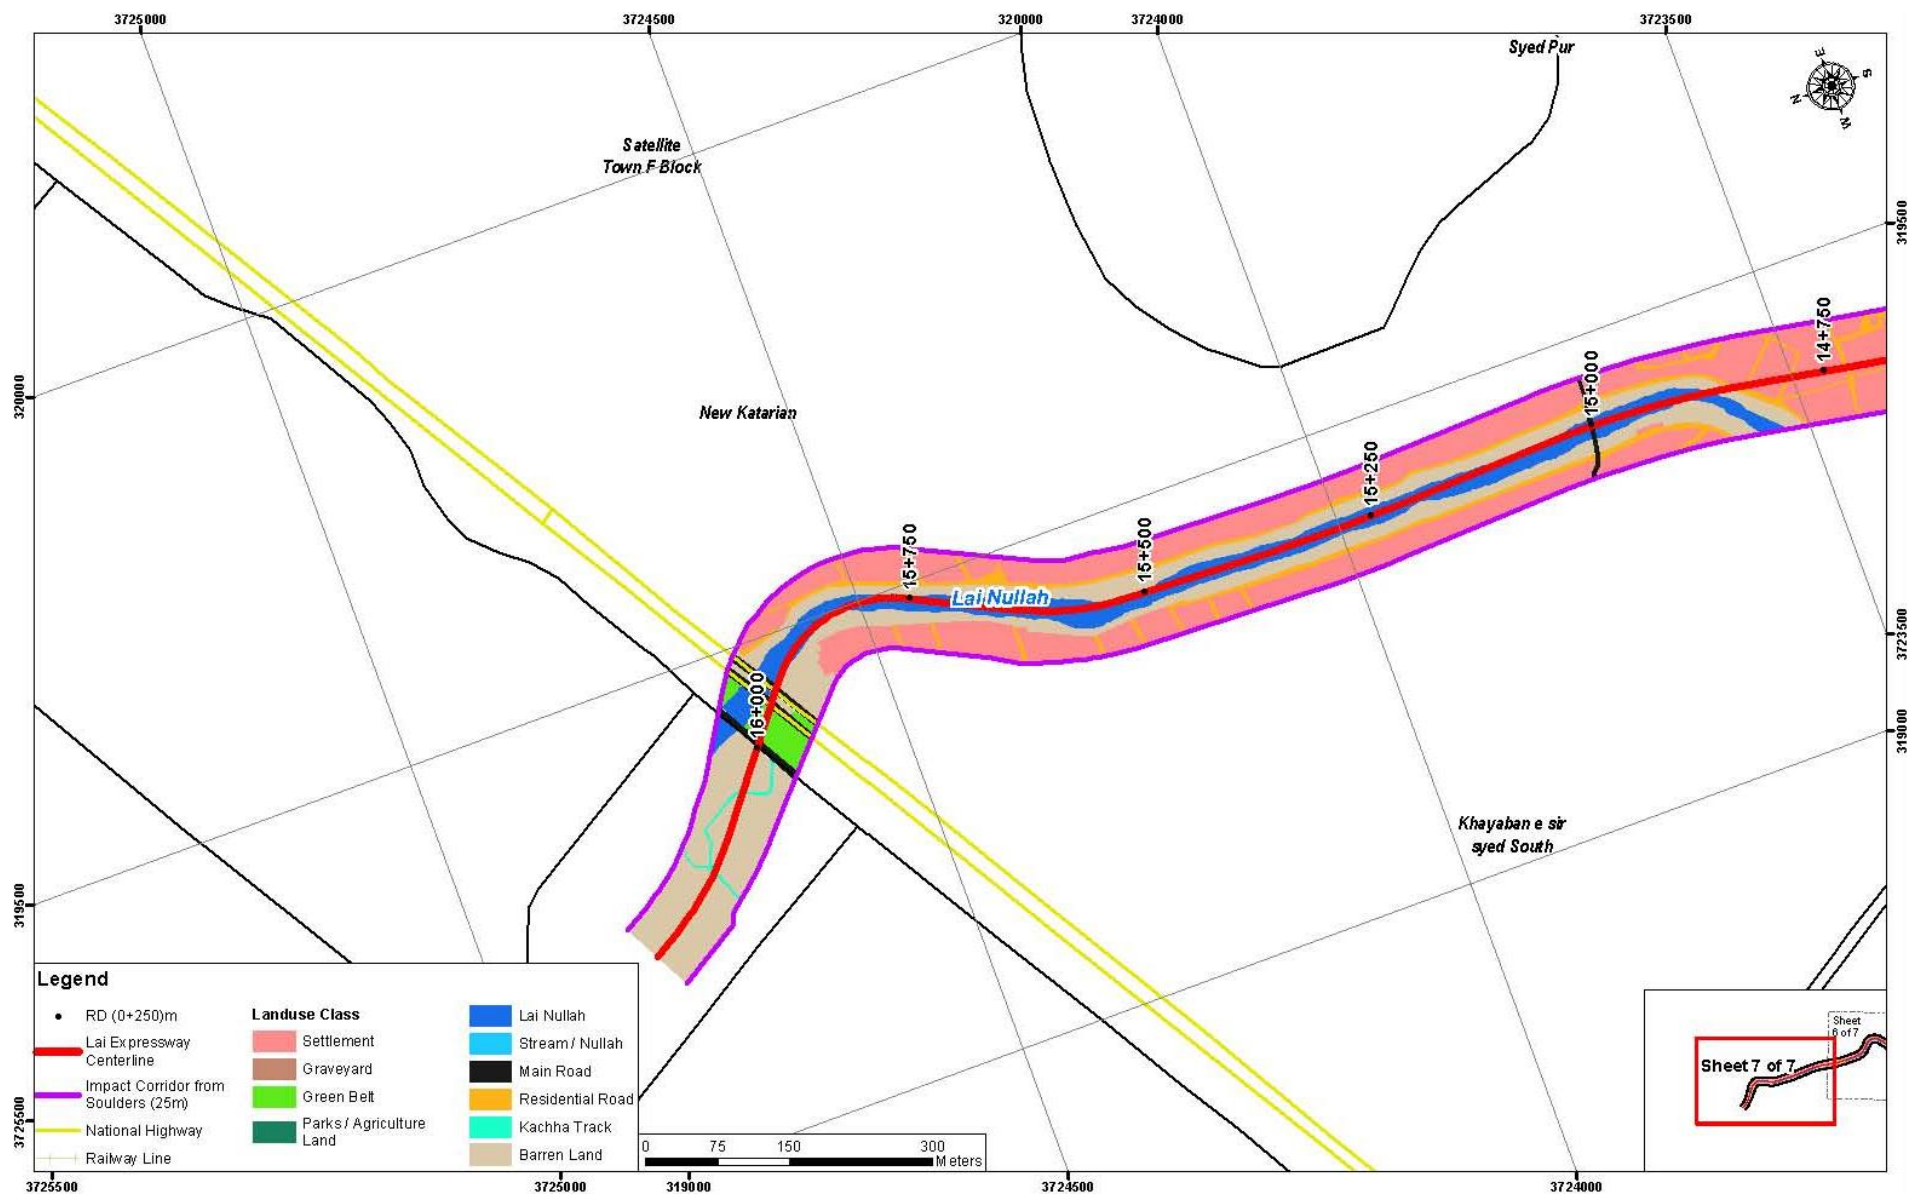 3725000
3724500
320000
3724000
3723500
Syed Pur
E
S
N
W
Satellite
Town F Block
319500
14+750
15+000
320000
New Katarian
15+250
15+500
15+750
Lai Nullah
3723500
16+000
319000
Khayaban e sir
syed South
319500
Legend
RD (0+250)m
Lai Expressway
Centerline
Impact Corridor from
Soulders (25m)
National Highway
Railway Line
Landuse Class
Settlement
Graveyard
Green Belt
Parks / Agriculture
Land
Lai Nullah
Stream / Nullah
Main Road
Residential Road
Kachha Track
Barren Land
0 75 150 300
Meters
Sheet
6 of 7
Sheet 7 of 7
3725500
3725500
3725000
319000
3724500
3724000